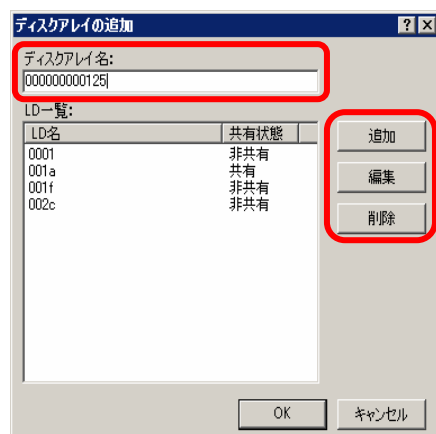 ディスクアレイの追加
ディスクアレイ名:
000000000125
LD一覧:
LD名 共有状態
0001 非共有
001a 共有
001f 非共有
002c 非共有
追加
編集
削除
OK キャンセル